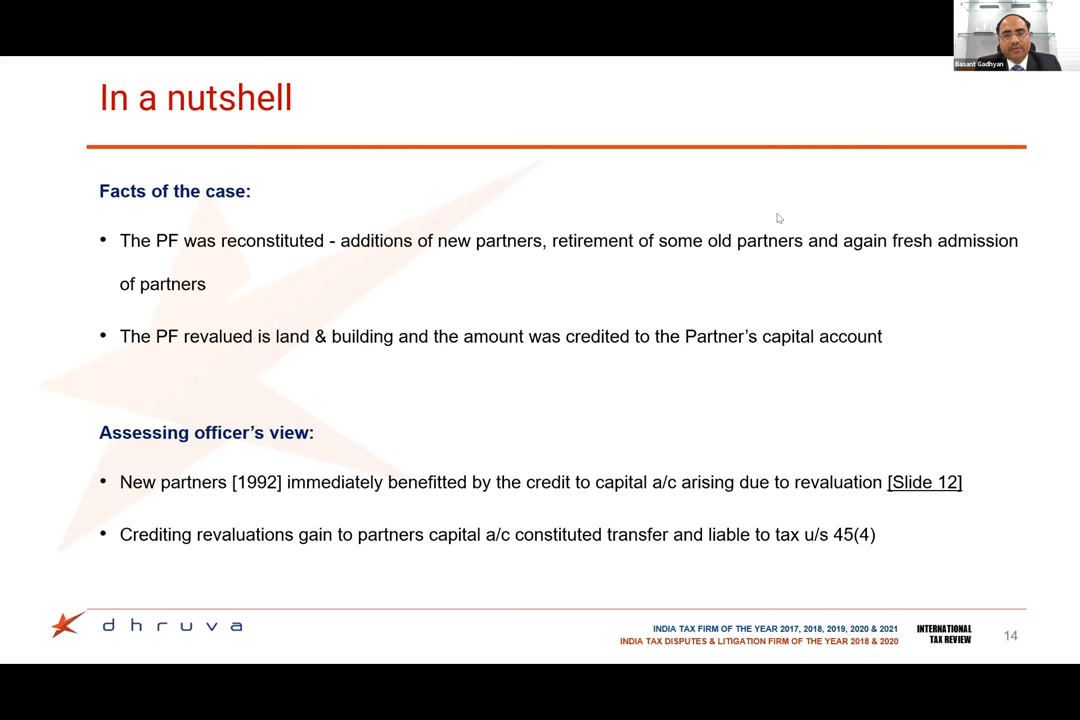 Basant Gadhyan
In a nutshell
Facts of the case:
• The PF was reconstituted - additions of new partners, retirement of some old partners and again fresh admission
of partners
• The PF revalued is land & building and the amount was credited to the Partner’s capital account
Assessing officer’s view:
• New partners [1992] immediately benefitted by the credit to capital a/c arising due to revaluation [Slide 12]
• Crediting revaluations gain to partners capital a/c constituted transfer and liable to tax u/s 45(4)
dhruva
INDIA TAX FIRM OF THE YEAR 2017, 2018, 2019, 2020 & 2021
INDIA TAX DISPUTES & LITIGATION FIRM OF THE YEAR 2018 & 2020
INTERNATIONAL
TAX REVIEW
14